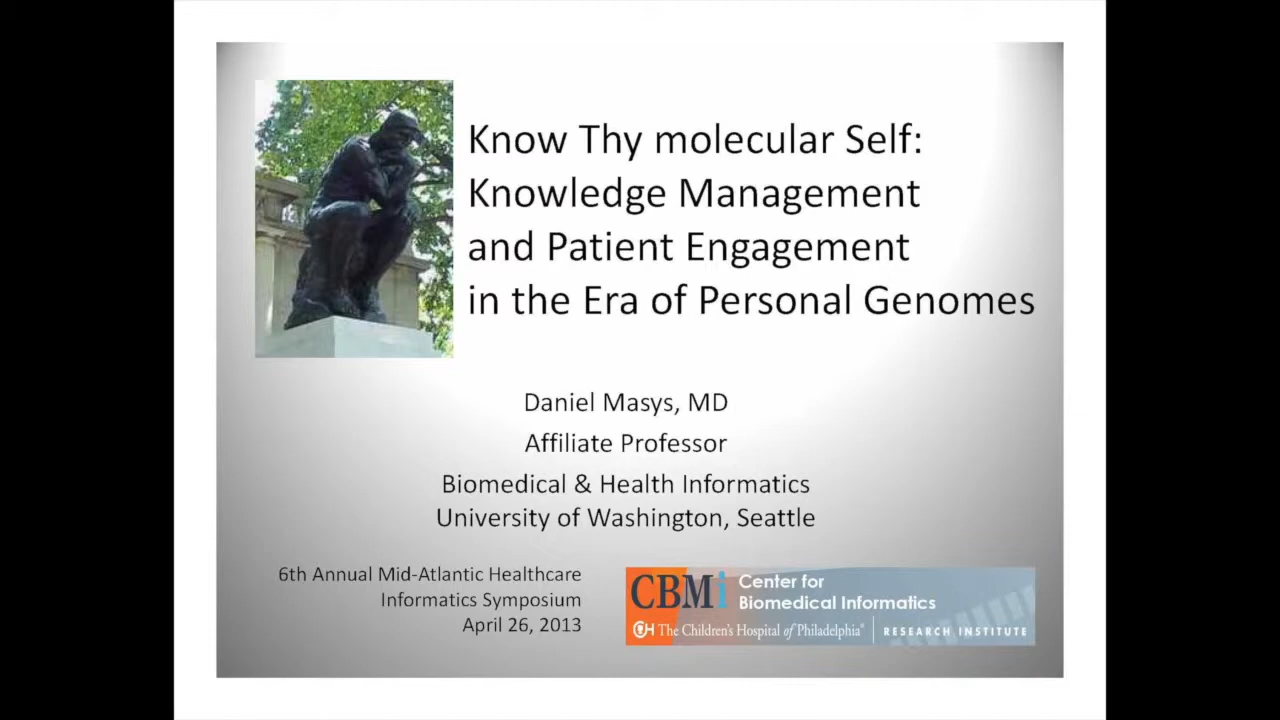 Know Thy molecular Self:
Knowledge Management
and Patient Engagement
in the Era of Personal Genomes
Daniel Masys, MD
Affiliate Professor
Biomedical & Health Informatics
University of Washington, Seattle
6th Annual Mid-Atlantic Healthcare
Informatics Symposium
April 26, 2013
CBMi Center for
Biomedical Informatics
CH The Children's Hospital of Philadelphia® RESEARCH INSTITUTE